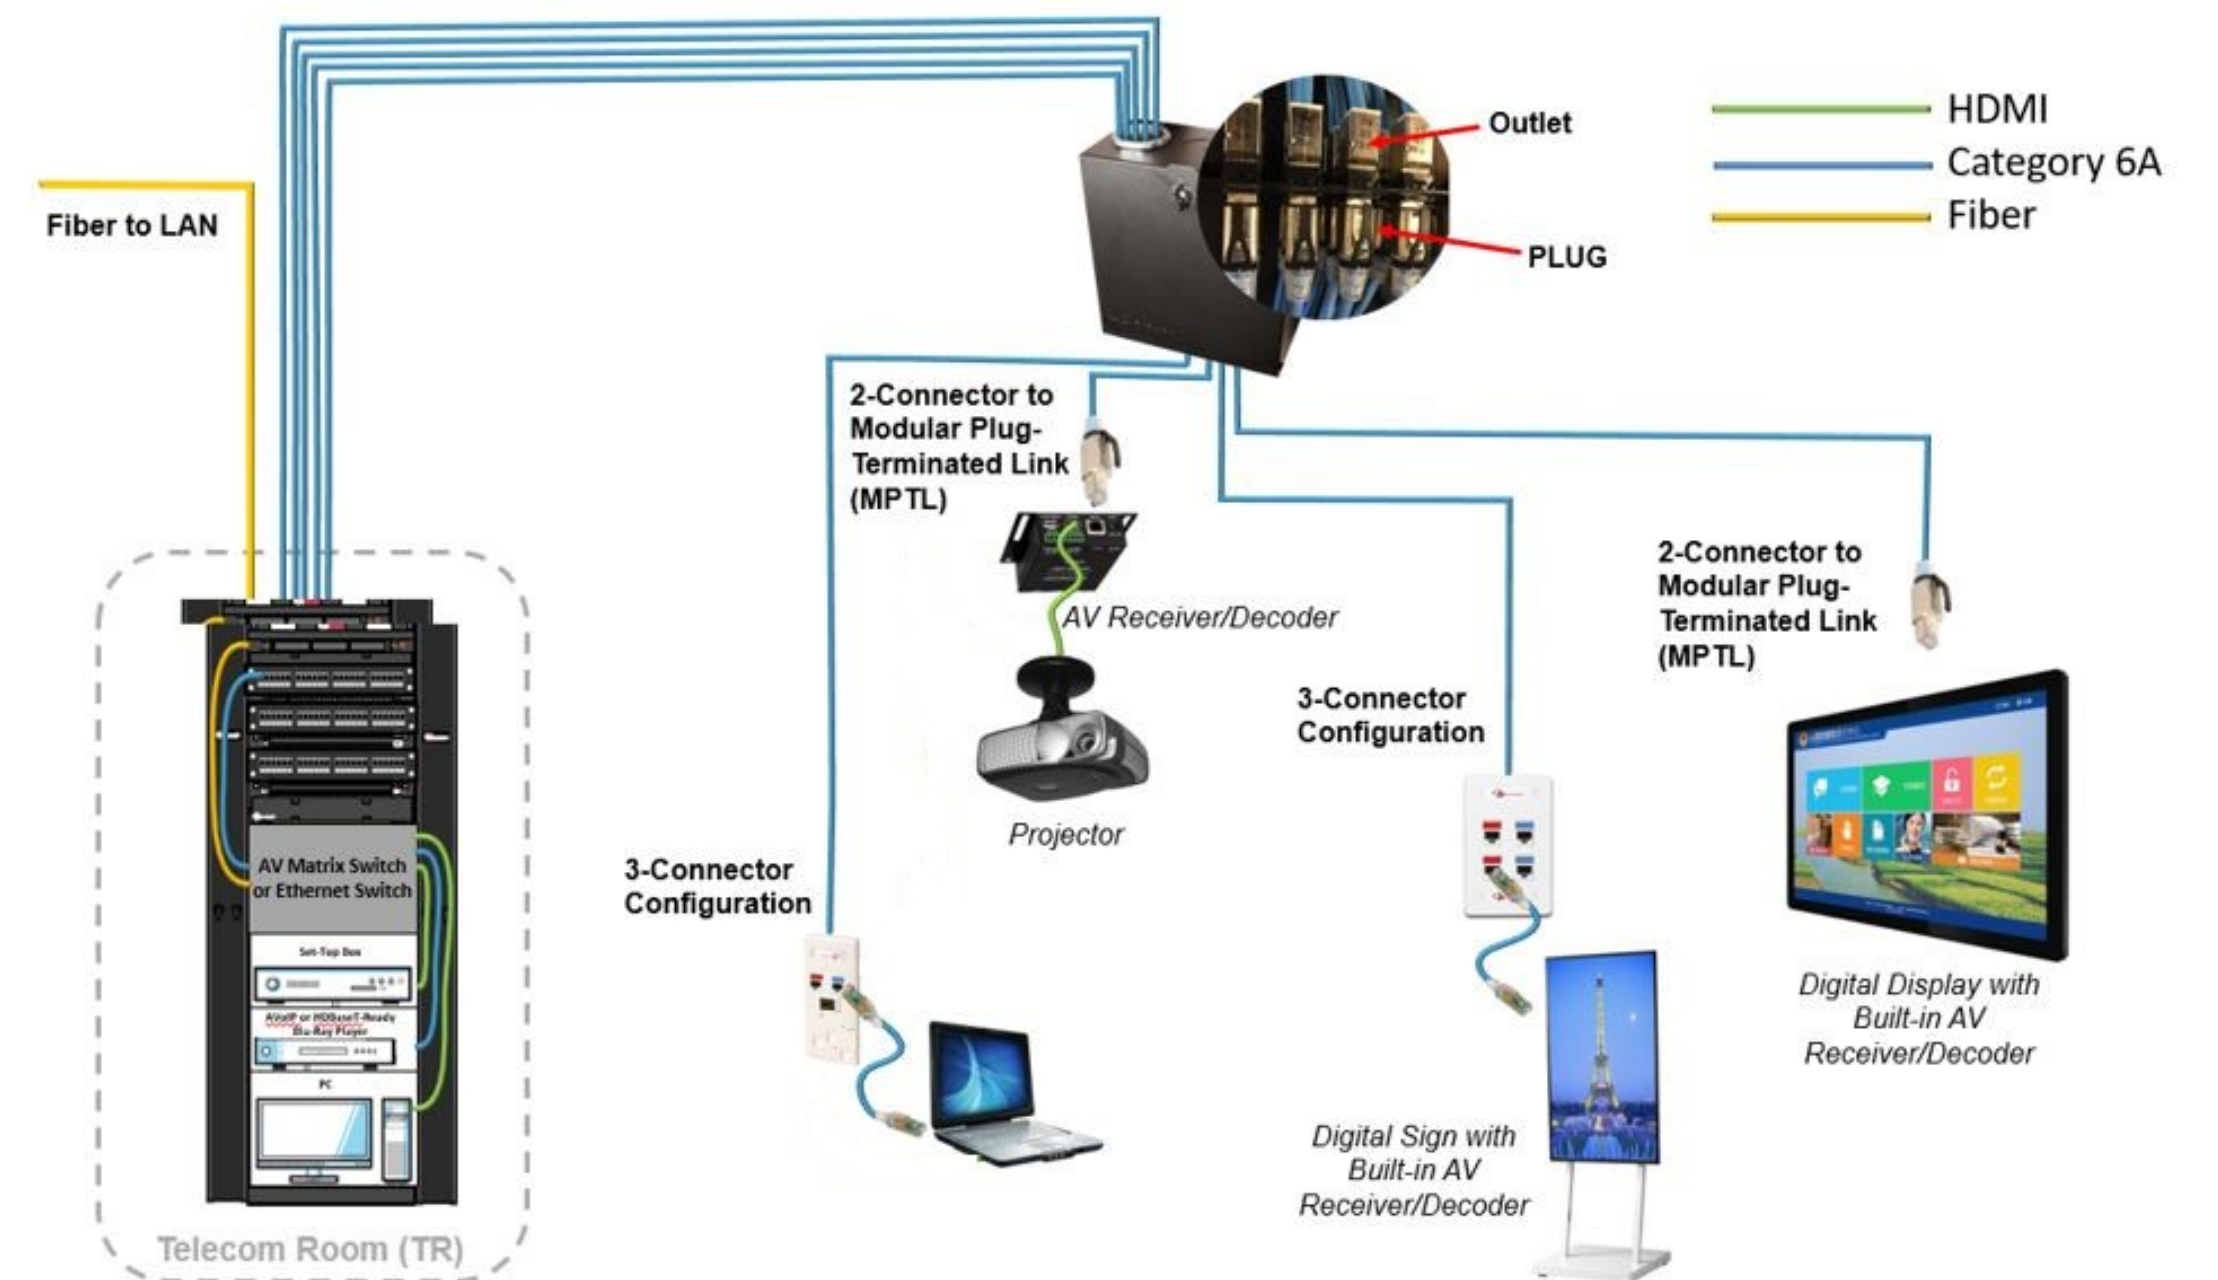 Outlet
HDMI
Category 6A
Fiber
Fiber to LAN
PLUG
2-Connector to
Modular Plug-
Terminated Link
(MPTL)
AV Receiver/Decoder
Projector
2-Connector to
Modular Plug-
Terminated Link
(MPTL)
3-Connector
Configuration
3-Connector
Configuration
Digital Display with
Built-in AV
Receiver/Decoder
Digital Sign with
Built-in AV
Receiver/Decoder
AV Matrix Switch
or Ethernet Switch
Set-Top Box
AVoIP or HDBaseT-Ready
Blu-Ray Player
PC
Telecom Room (TR)